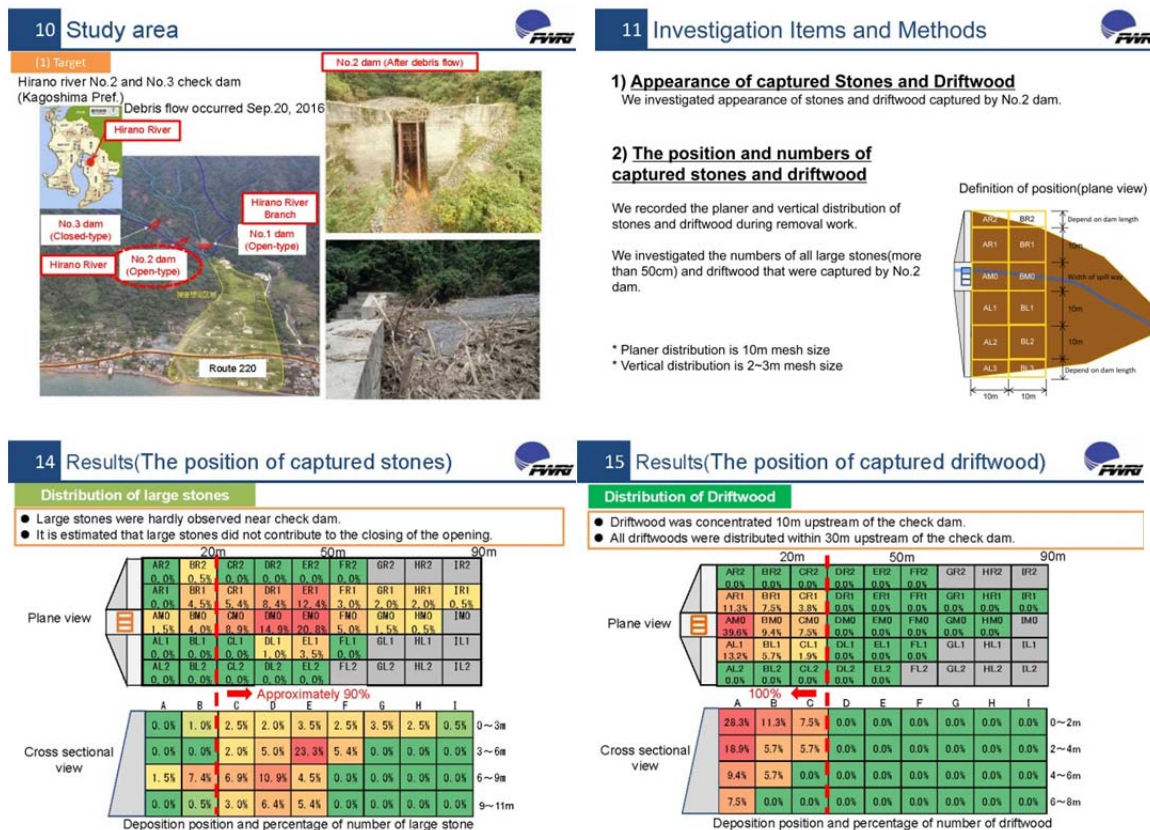 10 Study area
PWRI
(1) Target
Hirano river No.2 and No.3 check dam
(Kagoshima Pref.)
Debris flow occurred Sep.20, 2016
Hirano River
No.3 dam
(Closed-type)
Hirano River
No.2 dam
(Open-type)
Hirano River
Branch
No.1 dam
(Open-type)
Route 220
No.2 dam (After debris flow)
11 Investigation Items and Methods
PWRI
1) Appearance of captured Stones and Driftwood
We investigated appearance of stones and driftwood captured by No.2 dam.
2) The position and numbers of
captured stones and driftwood
We recorded the planer and vertical distribution of
stones and driftwood during removal work.
We investigated the numbers of all large stones(more
than 50cm) and driftwood that were captured by No.2
dam.
* Planer distribution is 10m mesh size
* Vertical distribution is 2~3m mesh size
Definition of position(plane view)
AR2 BR2 Depend on dam length
AR1 BR1 10m
AM0 BM0 Width of spill way
AL1 BL1 10m
AL2 BL2 10m
AL3 BL3 Depend on dam length
10m 10m
14 Results(The position of captured stones)
PWRI
Distribution of large stones
● Large stones were hardly observed near check dam.
● It is estimated that large stones did not contribute to the closing of the opening.
20m 50m 90m
Plane view
AR2 BR2 CR2 DR2 ER2 FR2 GR2 HR2 IR2
0.0% 0.5% 0.0% 0.0% 0.0% 0.0%
AR1 BR1 CR1 DR1 ER1 FR1 GR1 HR1 IR1
0.0% 4.5% 5.4% 8.4% 12.4% 3.0% 2.0% 1.0% 0.5%
AM0 BM0 CM0 DM0 EM0 FM0 GM0 HM0 IM0
1.5% 4.0% 8.9% 14.9% 20.8% 5.0% 1.5% 0.5%
AL1 BL1 CL1 DL1 EL1 FL1 GL1 HL1 IL1
0.0% 0.0% 0.0% 1.0% 3.5% 0.0%
AL2 BL2 CL2 DL2 EL2 FL2 GL2 HL2 IL2
0.0% 0.0% 0.0% 0.0% 0.0%
Approximately 90%
A B C D E F G H I
Cross sectional
view
0.0% 1.0% 2.5% 2.0% 3.5% 2.5% 3.5% 2.5% 0.5% 0~3m
0.0% 0.0% 2.0% 5.0% 23.3% 5.4% 0.0% 0.0% 0.0% 3~6m
1.5% 7.4% 6.9% 10.9% 4.5% 0.0% 0.0% 0.0% 0.0% 6~9m
0.0% 0.5% 3.0% 6.4% 5.4% 0.0% 0.0% 0.0% 0.0% 9~11m
Deposition position and percentage of number of large stone
15 Results(The position of captured driftwood)
PWRI
Distribution of Driftwood
● Driftwood was concentrated 10m upstream of the check dam.
● All driftwoods were distributed within 30m upstream of the check dam.
20m 50m 90m
Plane view
AR2 BR2 CR2 DR2 ER2 FR2 GR2 HR2 IR2
0.0% 0.0% 0.0% 0.0% 0.0% 0.0%
AR1 BR1 CR1 DR1 ER1 FR1 GR1 HR1 IR1
11.3% 7.5% 3.8% 0.0% 0.0% 0.0% 0.0% 0.0% 0.0%
AM0 BM0 CM0 DM0 EM0 FM0 GM0 HM0 IM0
39.6% 9.4% 7.5% 0.0% 0.0% 0.0% 0.0% 0.0%
AL1 BL1 CL1 DL1 EL1 FL1 GL1 HL1 IL1
13.2% 5.7% 1.9% 0.0% 0.0% 0.0%
AL2 BL2 CL2 DL2 EL2 FL2 GL2 HL2 IL2
0.0% 0.0% 0.0% 0.0% 0.0%
100%
A B C D E F G H I
Cross sectional
view
28.3% 11.3% 7.5% 0.0% 0.0% 0.0% 0.0% 0.0% 0.0% 0~2m
18.9% 5.7% 5.7% 0.0% 0.0% 0.0% 0.0% 0.0% 0.0% 2~4m
9.4% 5.7% 0.0% 0.0% 0.0% 0.0% 0.0% 0.0% 0.0% 4~6m
7.5% 0.0% 0.0% 0.0% 0.0% 0.0% 0.0% 0.0% 0.0% 6~8m
Deposition position and percentage of number of driftwood